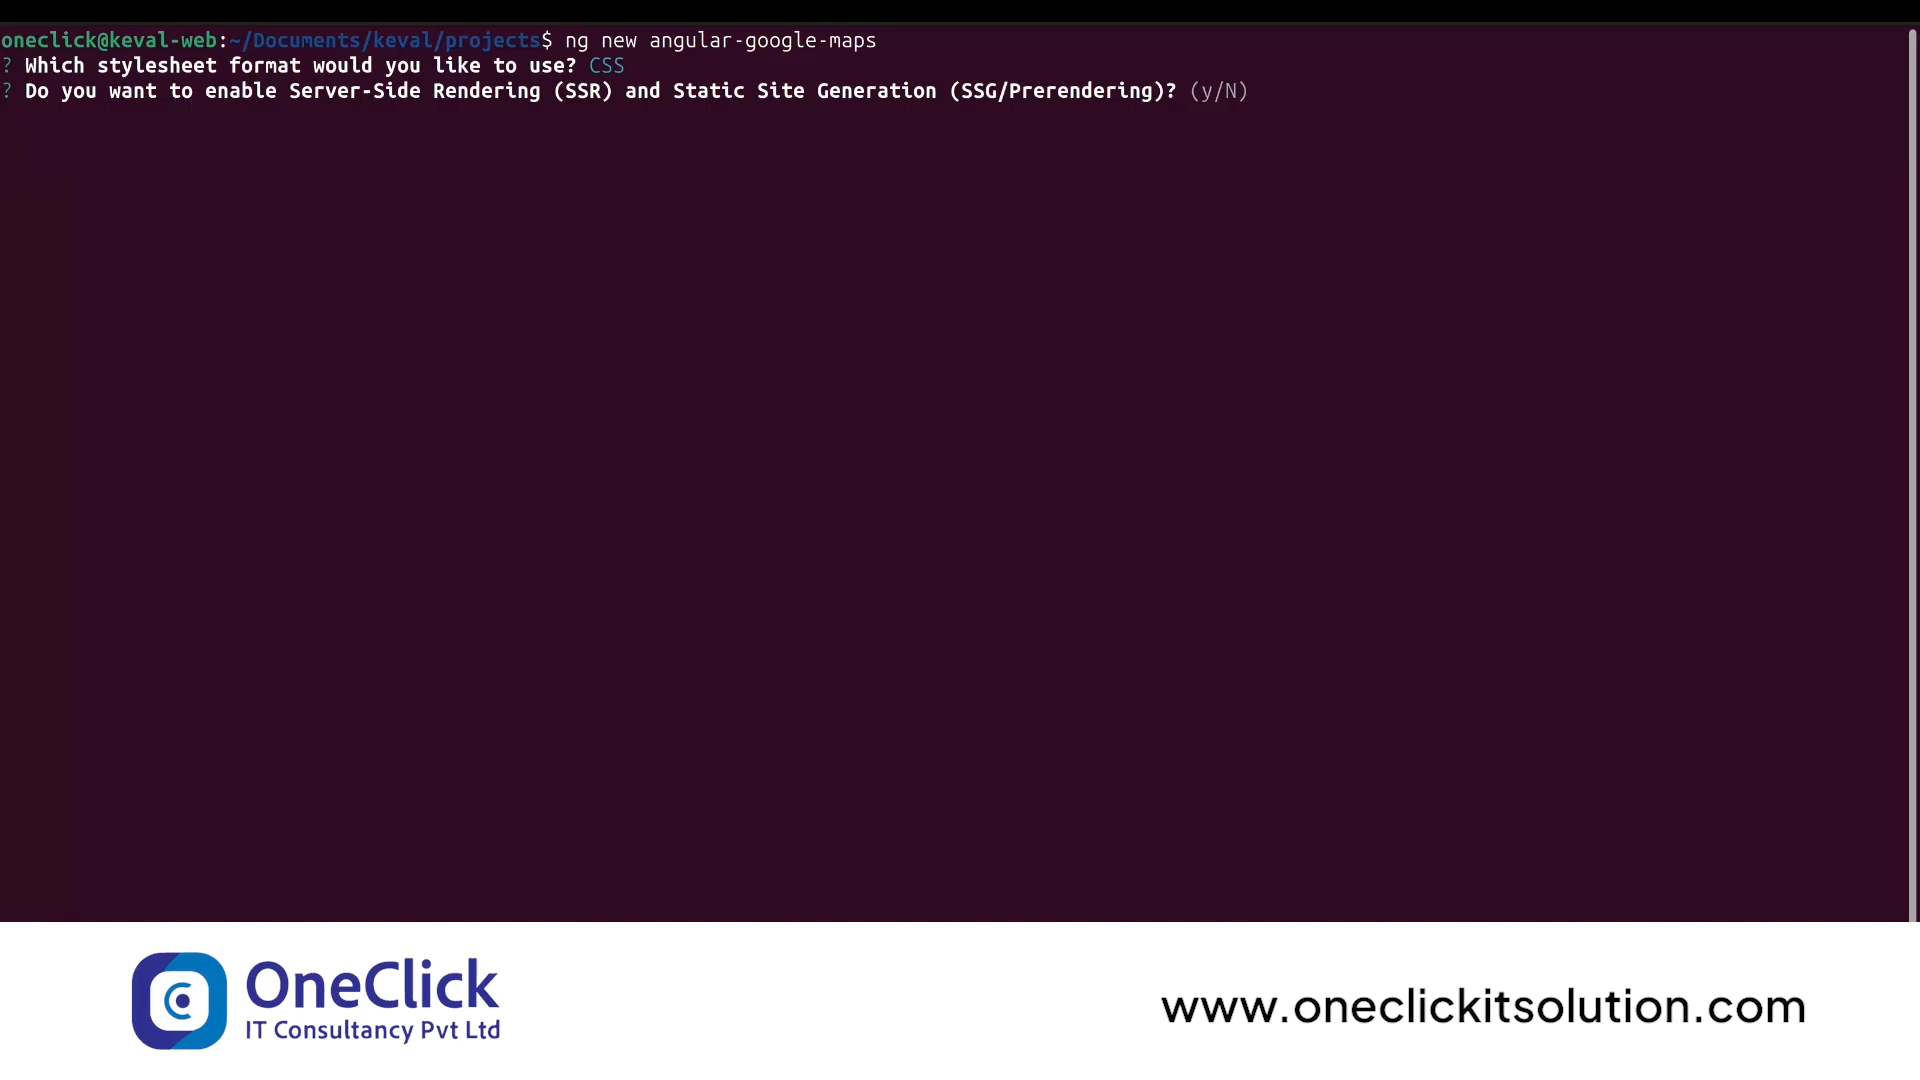 oneclick@keval-web:~/Documents/keval/projects$ ng new angular-google-maps
? Which stylesheet format would you like to use? CSS
? Do you want to enable Server-Side Rendering (SSR) and Static Site Generation (SSG/Prerendering)? (y/N)
OneClick
IT Consultancy Pvt Ltd
www.oneclickitsolution.com